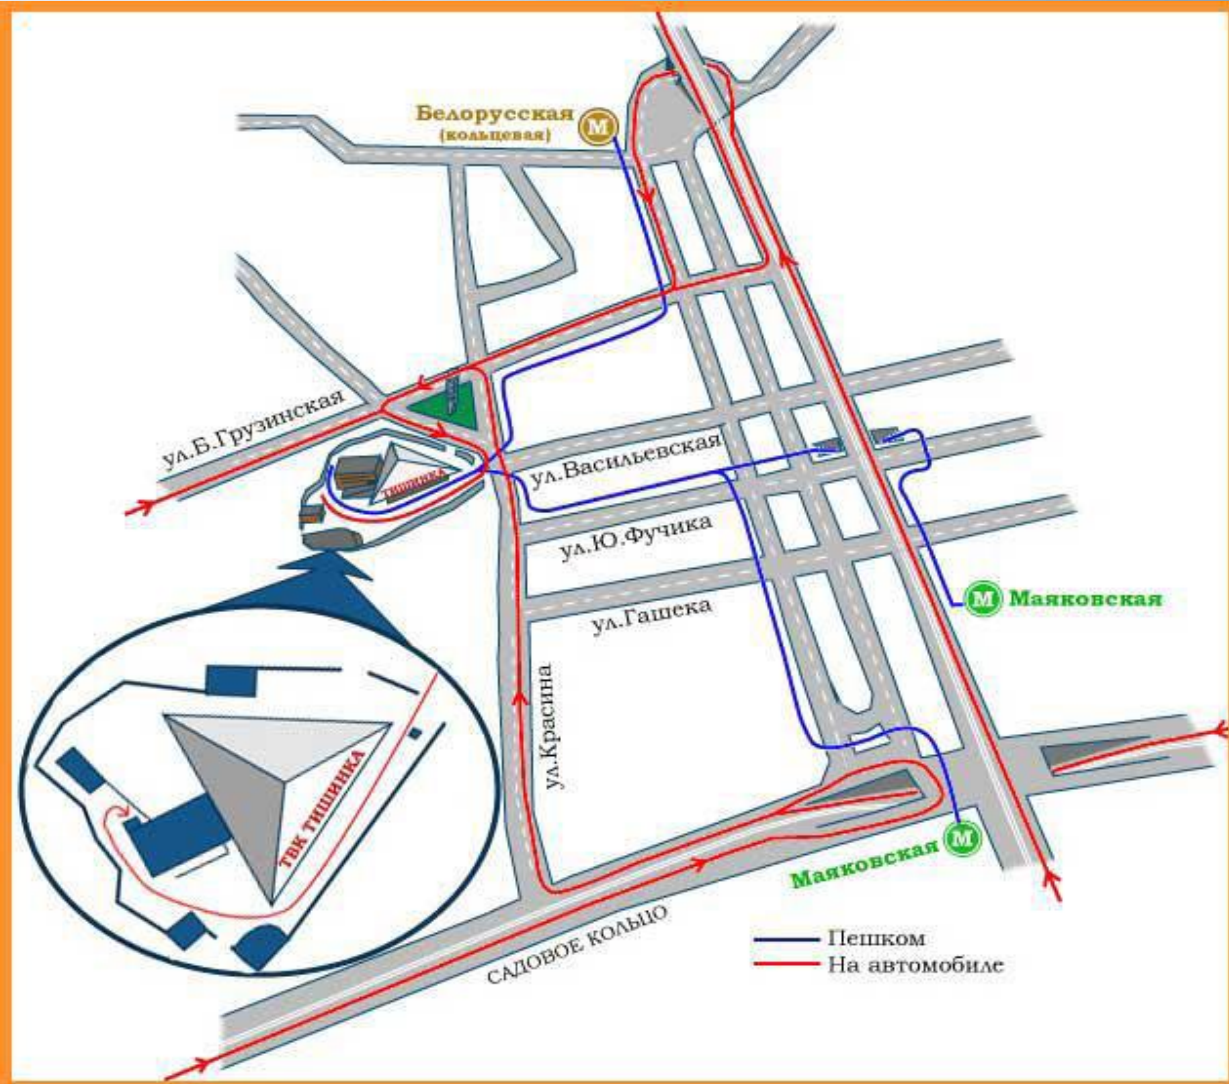 Белорусская
(кольцевая)
М
ул.Б.Грузинская
ул.Васильевская
ТИШИНКА
ул.Ю.Фучика
ул.Гашека
М Маяковская
ул.Красина
ТВК ТИШИНКА
Маяковская М
САДОВОЕ КОЛЬЦО
Пешком
На автомобиле